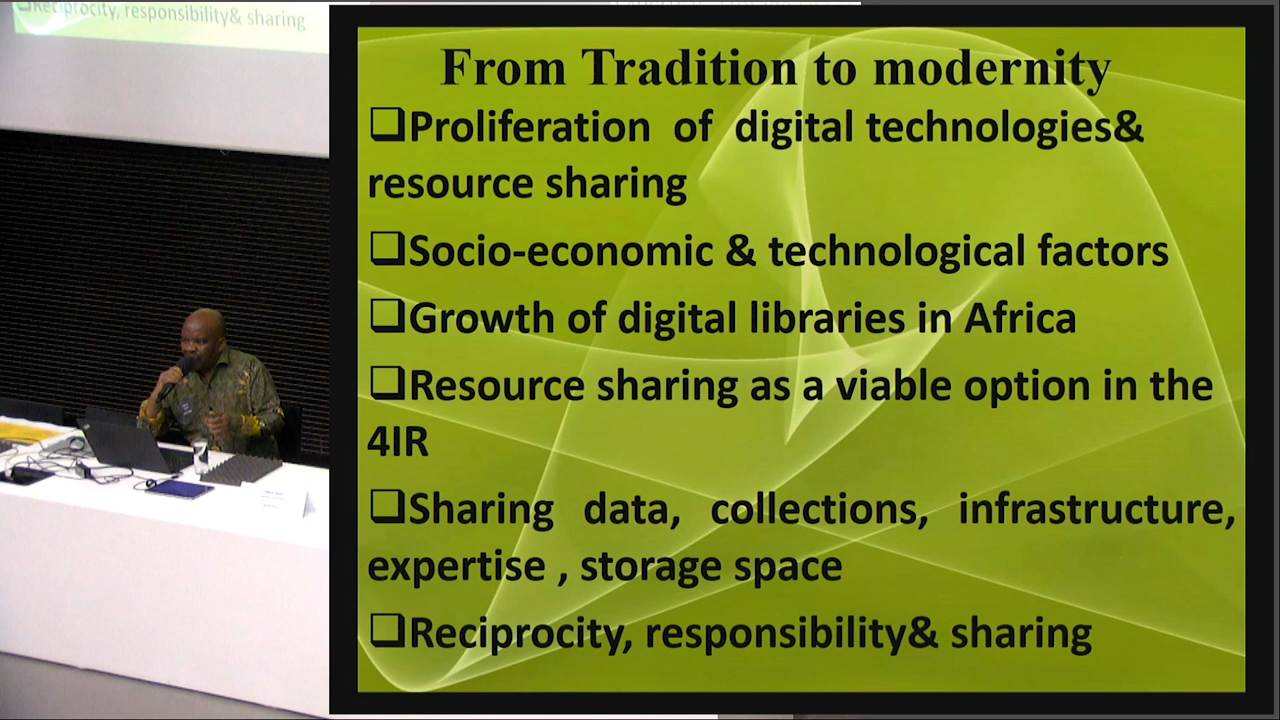 Reciprocity, responsibility& sharing
From Tradition to modernity
❑Proliferation of digital technologies&
resource sharing
❑Socio-economic & technological factors
❑Growth of digital libraries in Africa
❑Resource sharing as a viable option in the
4IR
❑Sharing data, collections, infrastructure,
expertise , storage space
❑Reciprocity, responsibility& sharing